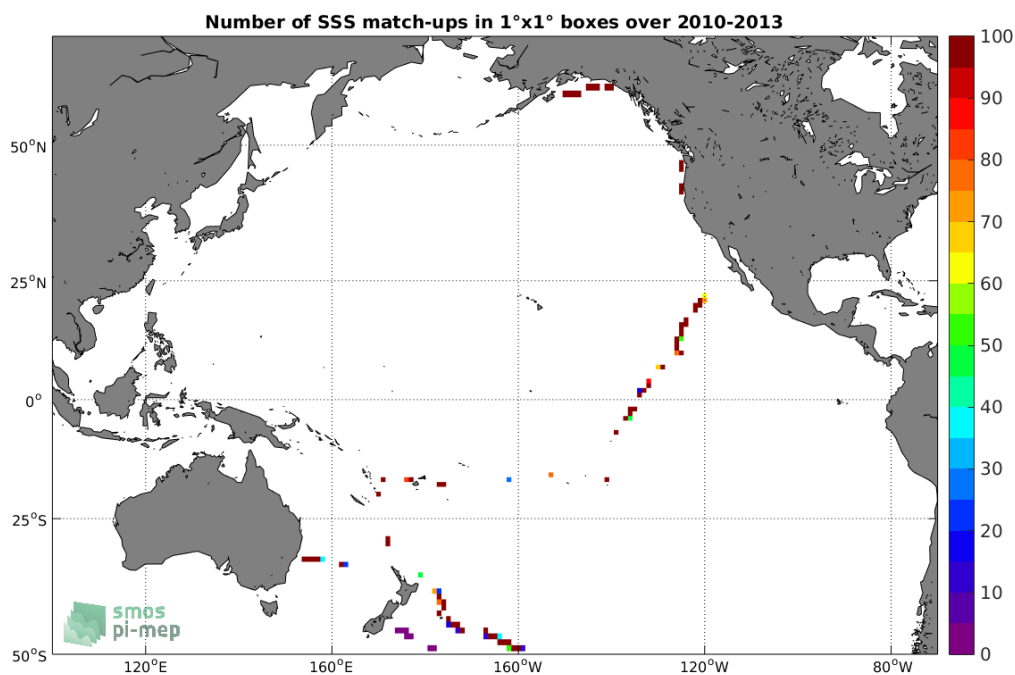 Number of SSS match-ups in 1°x1° boxes over 2010-2013
100
90
80
70
60
50
40
30
20
10
0
50°N
25°N
0°
25°S
50°S
120°E
160°E
160°W
120°W
80°W
smos
pi-mep